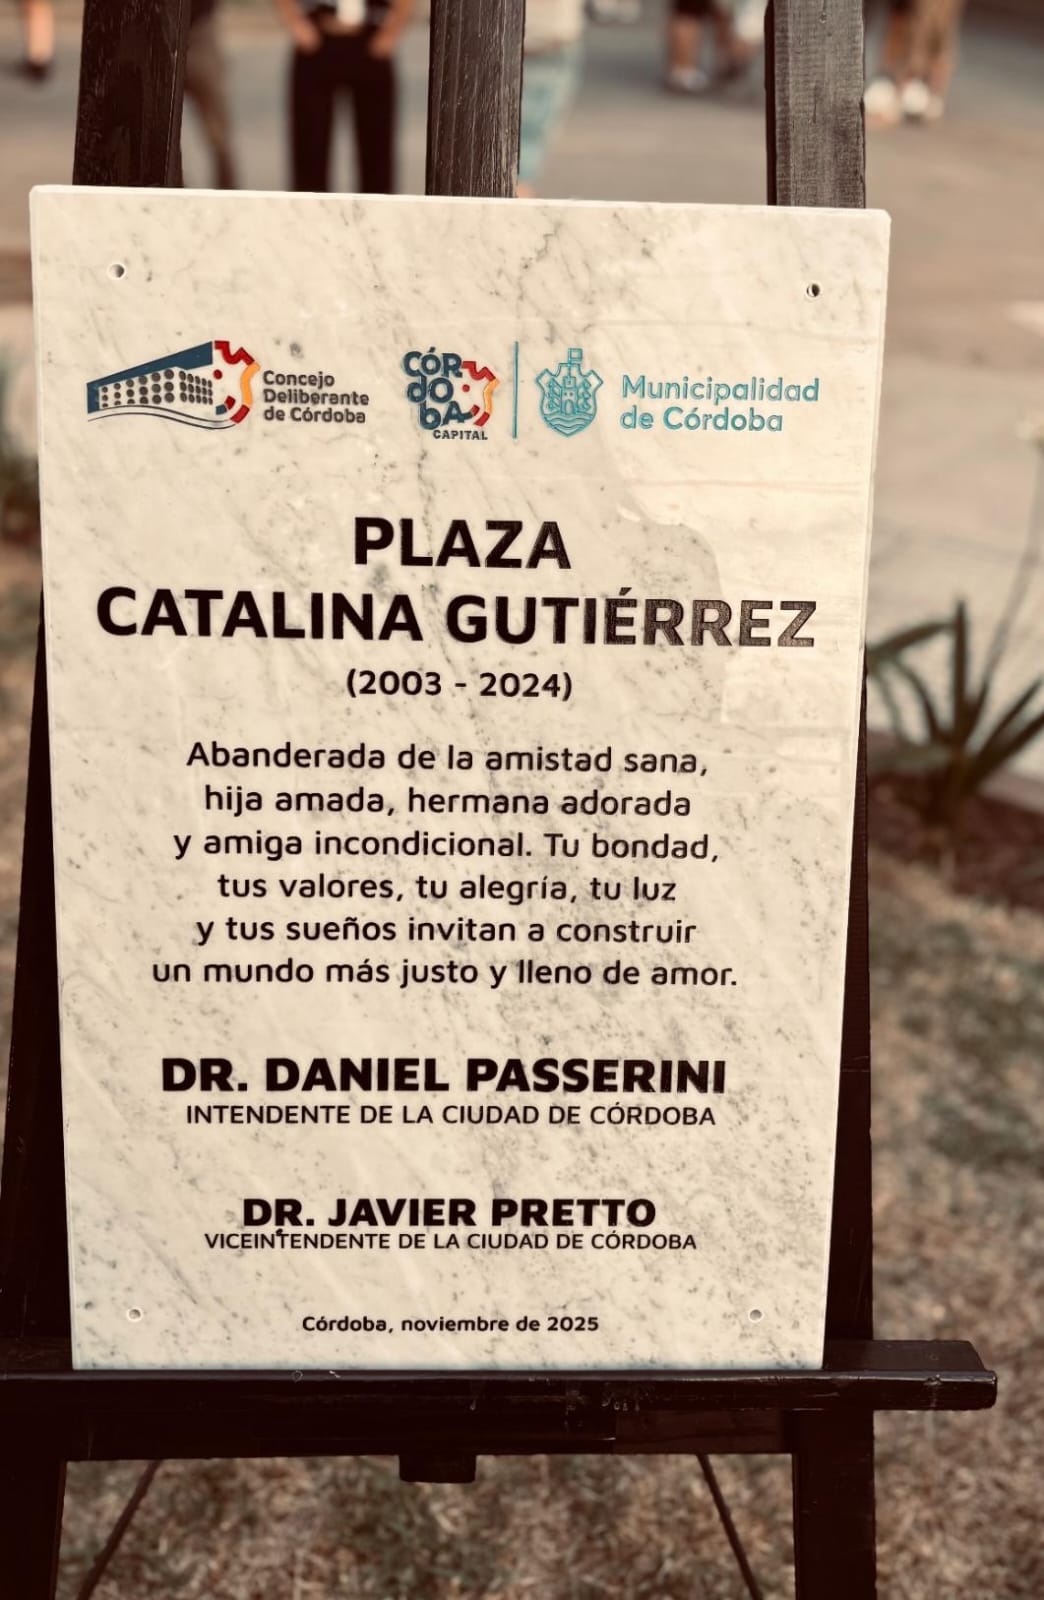 Concejo
Deliberante
de Córdoba
CÓR
DO
BA
CAPITAL
Municipalidad
de Córdoba
PLAZA
CATALINA GUTIÉRREZ
(2003 - 2024)
Abanderada de la amistad sana,
hija amada, hermana adorada
y amiga incondicional. Tu bondad,
tus valores, tu alegría, tu luz
y tus sueños invitan a construir
un mundo más justo y lleno de amor.
DR. DANIEL PASSERINI
INTENDENTE DE LA CIUDAD DE CÓRDOBA
DR. JAVIER PRETTO
VICEINTENDENTE DE LA CIUDAD DE CÓRDOBA
Córdoba, noviembre de 2025